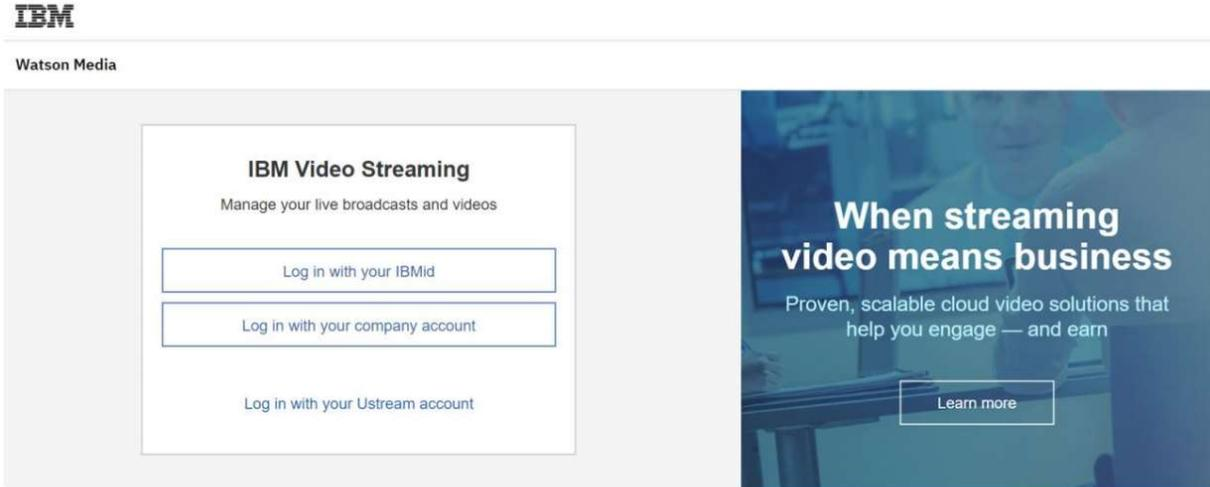 IBM
Watson Media
IBM Video Streaming
Manage your live broadcasts and videos
Log in with your IBMid
Log in with your company account
Log in with your Ustream account
When streaming
video means business
Proven, scalable cloud video solutions that
help you engage — and earn
Learn more